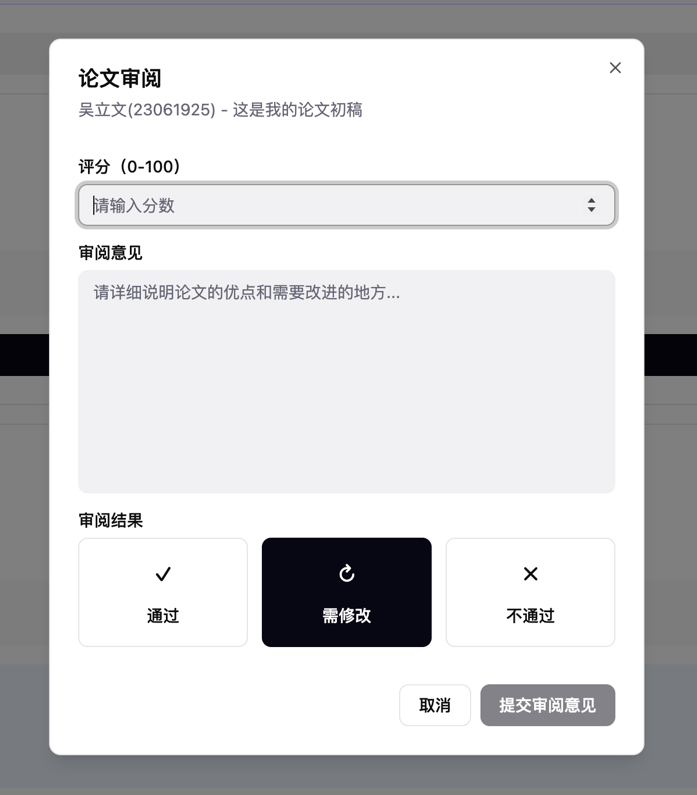 论文审阅
吴立文(23061925) - 这是我的论文初稿
评分（0-100）
请输入分数
审阅意见
请详细说明论文的优点和需要改进的地方...
审阅结果
通过
需修改
不通过
取消
提交审阅意见